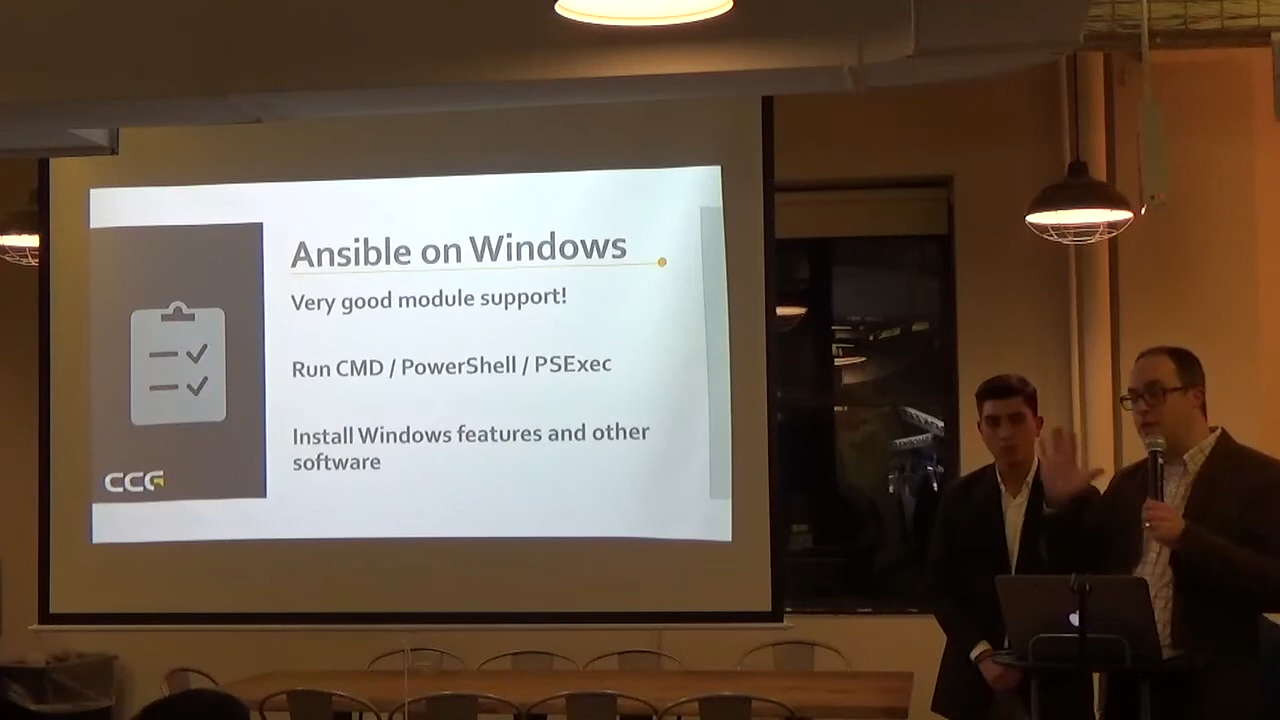 Ansible on Windows
Very good module support!
Run CMD / PowerShell / PSExec
Install Windows features and other
software
CCG